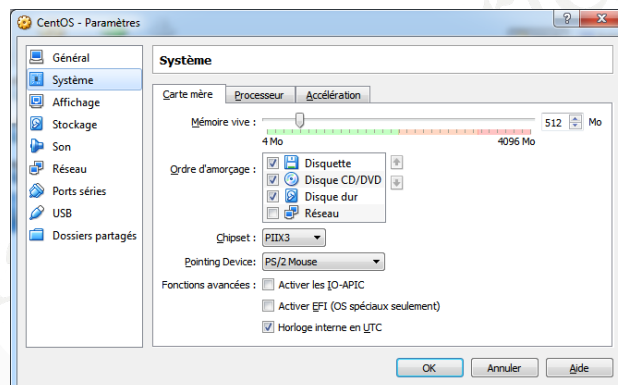 CentOS - Paramètres
Général
Système
Affichage
Stockage
Son
Réseau
Ports séries
USB
Dossiers partagés
Système
Carte mère Processeur Accélération
Mémoire vive : 512 Mo
4 Mo 4096 Mo
Ordre d'amorçage : Disquette
Disque CD/DVD
Disque dur
Réseau
Chipset : PIIX3
Pointing Device: PS/2 Mouse
Fonctions avancées : Activer les IO-APIC
Activer EFI (OS spéciaux seulement)
Horloge interne en UTC
OK Annuler Aide